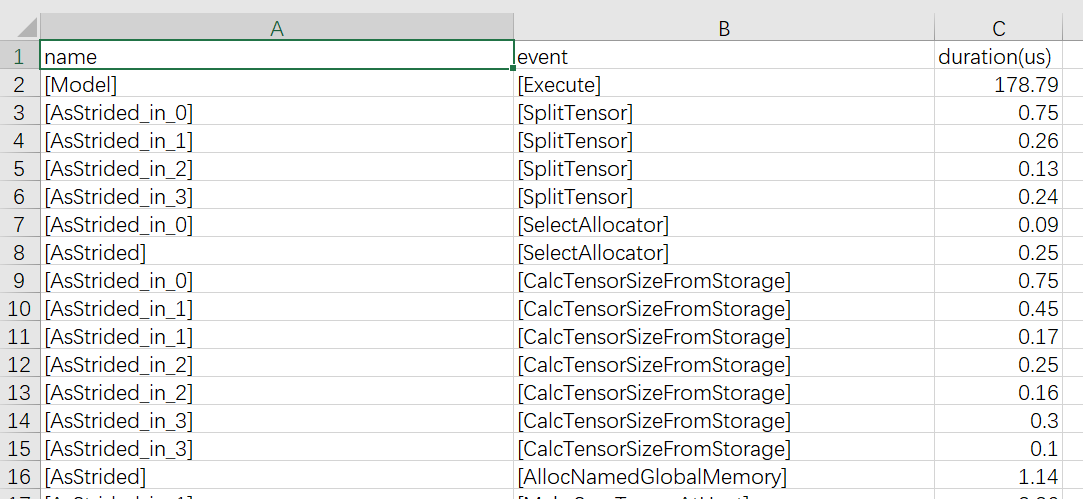 A B C
1 name event duration(us)
2 [Model] [Execute] 178.79
3 [AsStrided_in_0] [SplitTensor] 0.75
4 [AsStrided_in_1] [SplitTensor] 0.26
5 [AsStrided_in_2] [SplitTensor] 0.13
6 [AsStrided_in_3] [SplitTensor] 0.24
7 [AsStrided_in_0] [SelectAllocator] 0.09
8 [AsStrided] [SelectAllocator] 0.25
9 [AsStrided_in_0] [CalcTensorSizeFromStorage] 0.75
10 [AsStrided_in_1] [CalcTensorSizeFromStorage] 0.45
11 [AsStrided_in_1] [CalcTensorSizeFromStorage] 0.17
12 [AsStrided_in_2] [CalcTensorSizeFromStorage] 0.25
13 [AsStrided_in_2] [CalcTensorSizeFromStorage] 0.16
14 [AsStrided_in_3] [CalcTensorSizeFromStorage] 0.3
15 [AsStrided_in_3] [CalcTensorSizeFromStorage] 0.1
16 [AsStrided] [AllocNamedGlobalMemory] 1.14